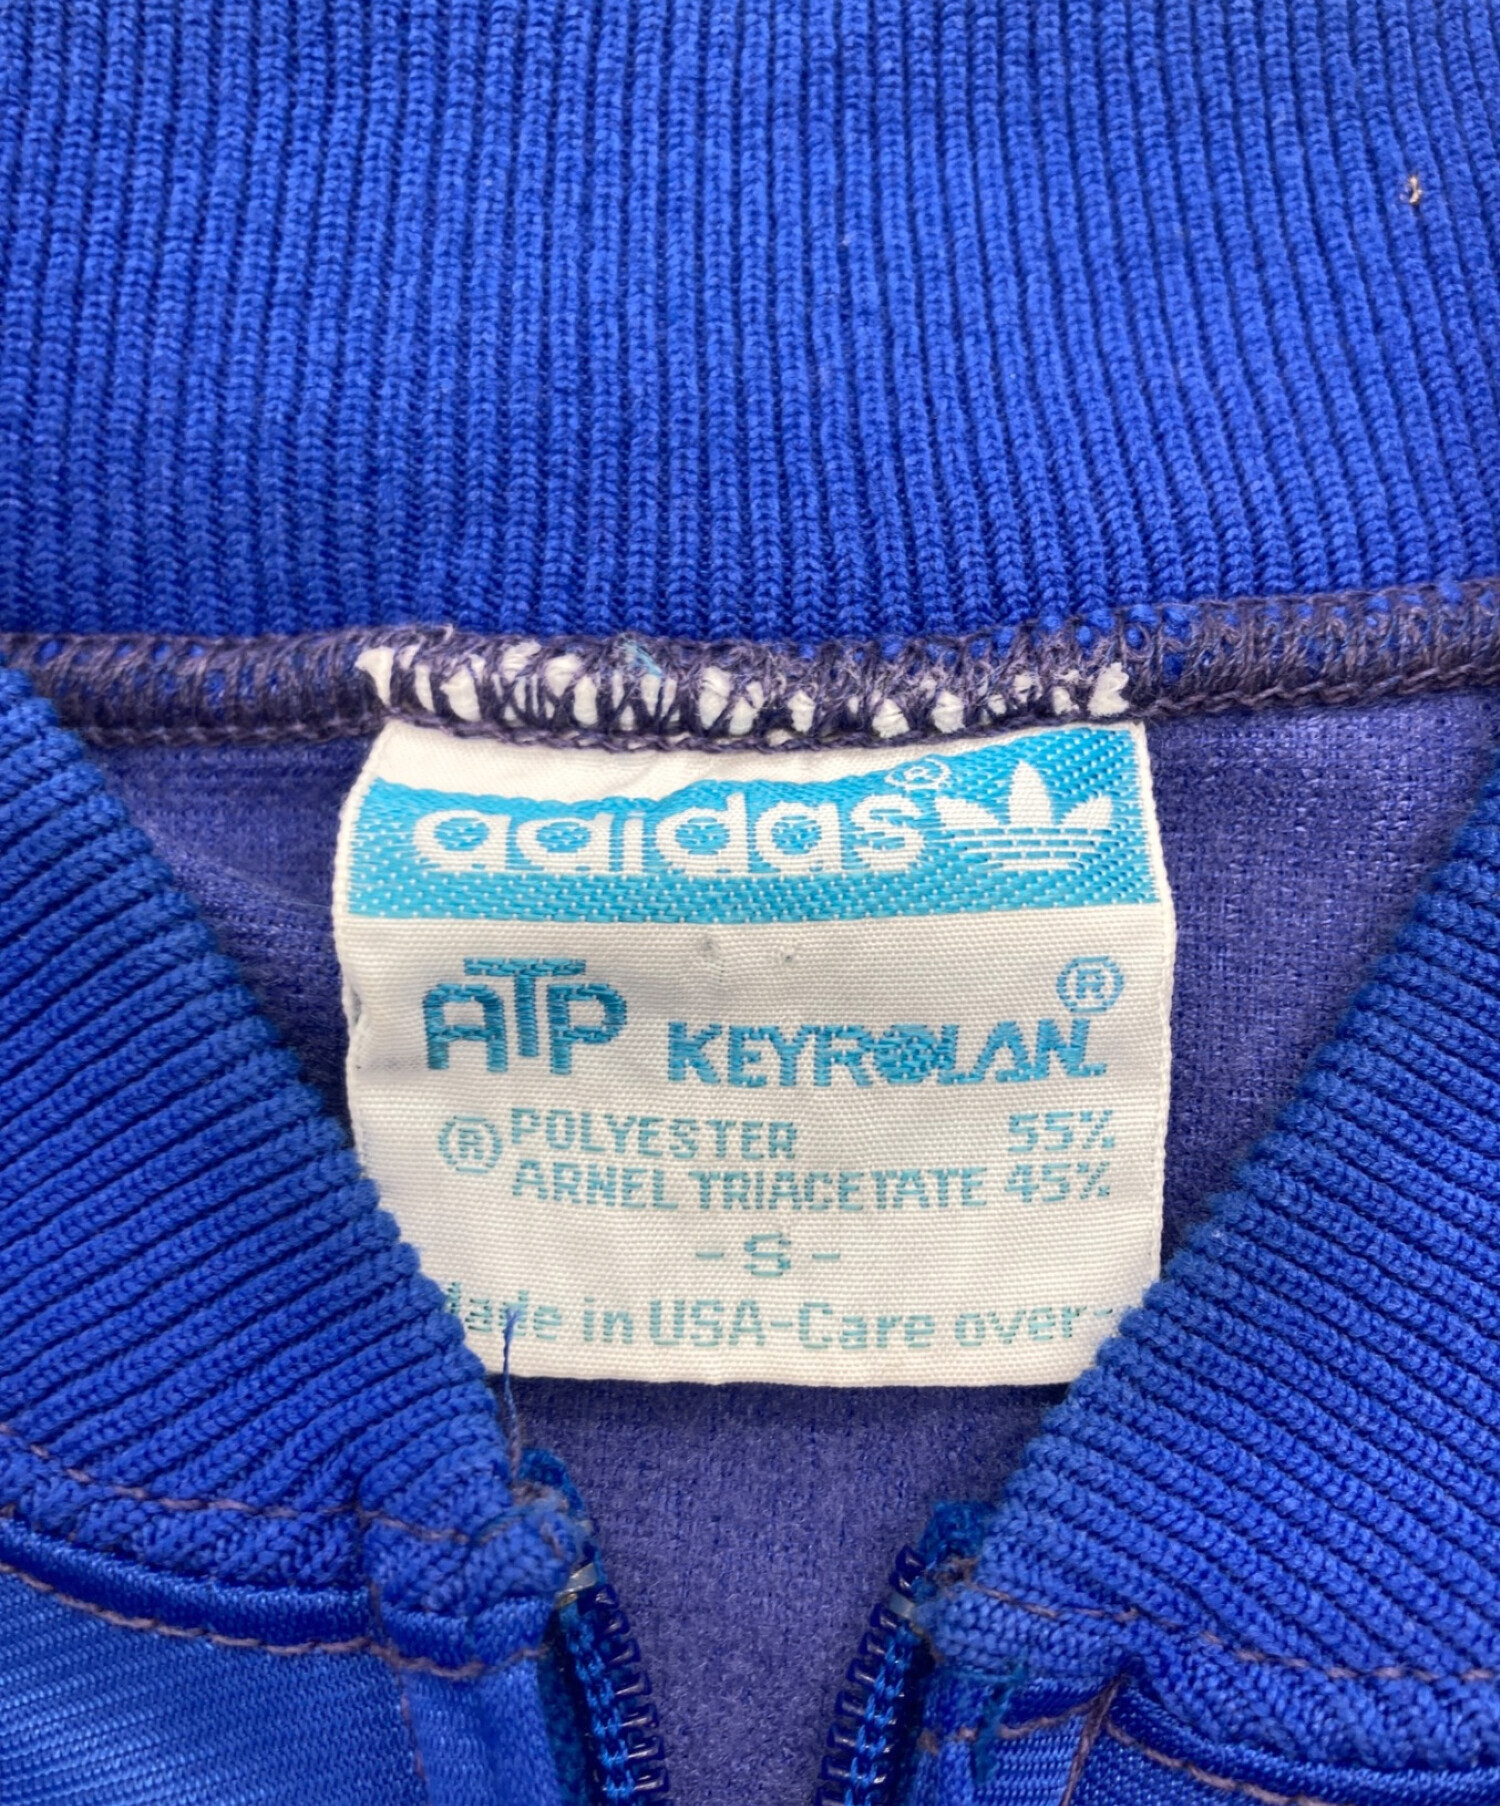 adidas®
ATP KEYROLAN®
® POLYESTER 55%
ARNEL TRIACETATE 45%
-S-
Made in USA-Care over-